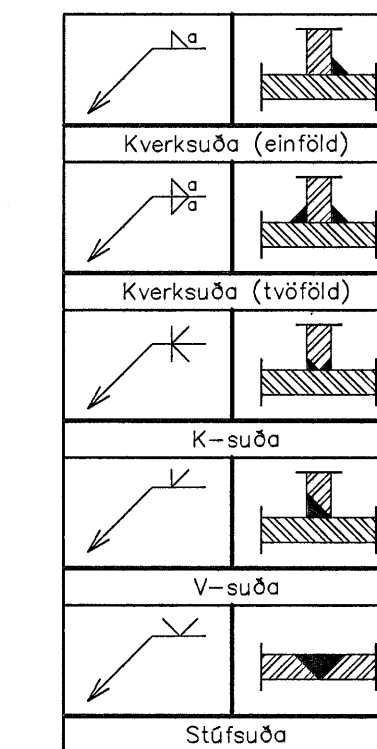 a
Kverksuða (einföld)
a
a
Kverksuða (tvöföld)
K-suða
V-suða
Stúfsuða